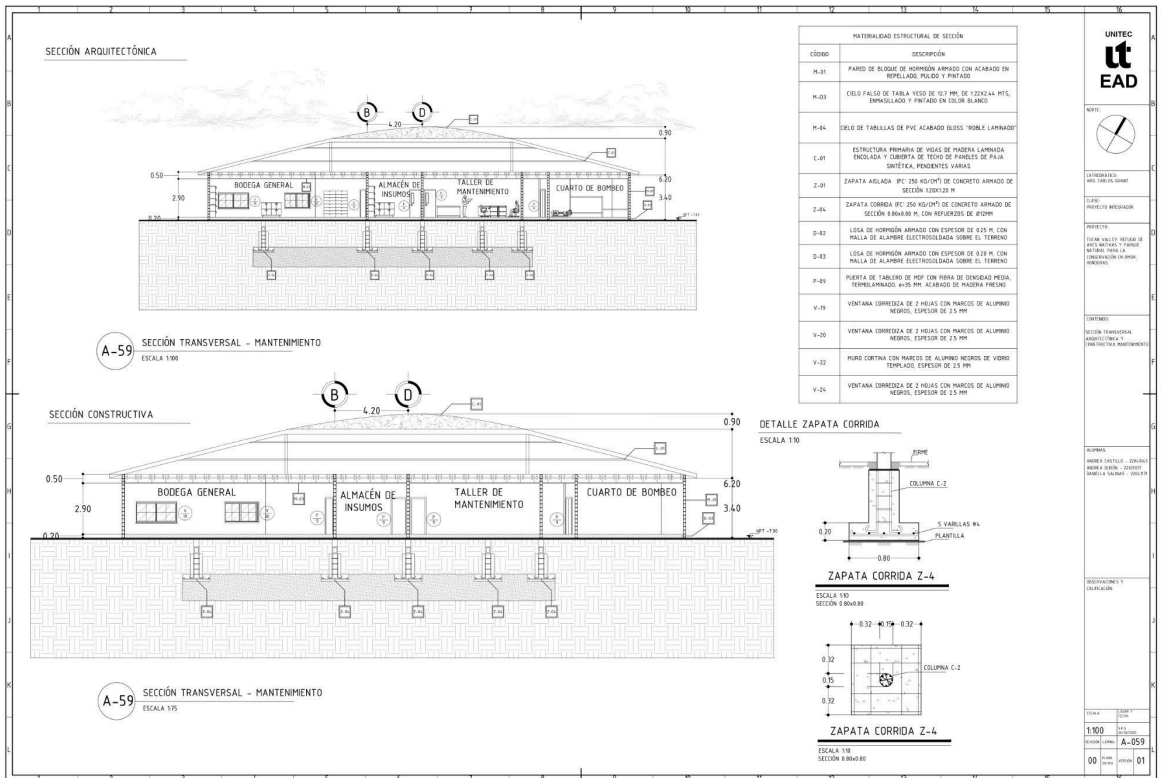 SECCIÓN ARQUITECTÓNICA
B
D
4.20
0.90
0.50
6.20
2.90
3.40
0.20
BODEGA GENERAL
ALMACÉN DE
INSUMOS
TALLER DE
MANTENIMIENTO
CUARTO DE BOMBEO
A-59
SECCIÓN TRANSVERSAL - MANTENIMIENTO
ESCALA 1:100
SECCIÓN CONSTRUCTIVA
B
D
4.20
0.90
0.50
6.20
2.90
3.40
0.20
BODEGA GENERAL
ALMACÉN DE
INSUMOS
TALLER DE
MANTENIMIENTO
CUARTO DE BOMBEO
Z-04
Z-04
Z-04
Z-04
Z-04
A-59
SECCIÓN TRANSVERSAL - MANTENIMIENTO
ESCALA 1:75
MATERIALIDAD ESTRUCTURAL DE SECCIÓN
CÓDIGO DESCRIPCIÓN
M-01 PARED DE BLOQUE DE HORMIGÓN ARMADO CON ACABADO EN
REPELLADO, PULIDO Y PINTADO
M-03 CIELO FALSO DE TABLA YESO DE 12.7 MM, DE 1.22X2.44 MTS,
ENMASILLADO Y PINTADO EN COLOR BLANCO
M-04 CIELO DE TABLILLAS DE PVC ACABADO GLOSS "ROBLE LAMINADO"
C-01 ESTRUCTURA PRIMARIA DE VIGAS DE MADERA LAMINADA
ENCOLADA Y CUBIERTA DE TECHO DE PANELES DE PAJA
SINTÉTICA, PENDIENTES VARIAS
Z-01 ZAPATA AISLADA (FC' 250 KG/CM²) DE CONCRETO ARMADO DE
SECCIÓN 1.20X1.20 M
Z-04 ZAPATA CORRIDA (FC' 250 KG/CM²) DE CONCRETO ARMADO DE
SECCIÓN 0.80x0.80 M, CON REFUERZOS DE Ø12MM
D-02 LOSA DE HORMIGÓN ARMADO CON ESPESOR DE 0.25 M, CON
MALLA DE ALAMBRE ELECTROSOLDADA SOBRE EL TERRENO
D-03 LOSA DE HORMIGÓN ARMADO CON ESPESOR DE 0.20 M, CON
MALLA DE ALAMBRE ELECTROSOLDADA SOBRE EL TERRENO
P-09 PUERTA DE TABLERO DE MDF CON FIBRA DE DENSIDAD MEDIA,
TERMOLAMINADO, e=35 MM. ACABADO DE MADERA FRESNO
V-19 VENTANA CORREDIZA DE 2 HOJAS CON MARCOS DE ALUMINIO
NEGROS, ESPESOR DE 2.5 MM
V-20 VENTANA CORREDIZA DE 2 HOJAS CON MARCOS DE ALUMINIO
NEGROS, ESPESOR DE 2.5 MM
V-22 MURO CORTINA CON MARCOS DE ALUMINIO NEGROS DE VIDRIO
TEMPLADO, ESPESOR DE 2.5 MM
V-24 VENTANA CORREDIZA DE 2 HOJAS CON MARCOS DE ALUMINIO
NEGROS, ESPESOR DE 2.5 MM
DETALLE ZAPATA CORRIDA
ESCALA 1:10
FIRME
COLUMNA C-2
5 VARILLAS #4
PLANTILLA
0.20
0.80
ZAPATA CORRIDA Z-4
ESCALA 1:10
SECCIÓN 0.80x0.80
0.32 0.15 0.32
0.32
0.15
0.32
COLUMNA C-2
ZAPATA CORRIDA Z-4
ESCALA 1:10
SECCIÓN 0.80x0.80
UNITEC
ut
EAD
NORTE:
CLASE:
PROYECTO INTEGRADOR
PROYECTO:
CONTENIDO:
SECCIÓN TRANSVERSAL
ARQUITECTÓNICA Y
CONSTRUCTIVA MANTENIMIENTO
ALUMNAS:
OBSERVACIONES Y
CALIFICACIÓN:
ESCALA
1:100
A-059
00
VERSIÓN
01